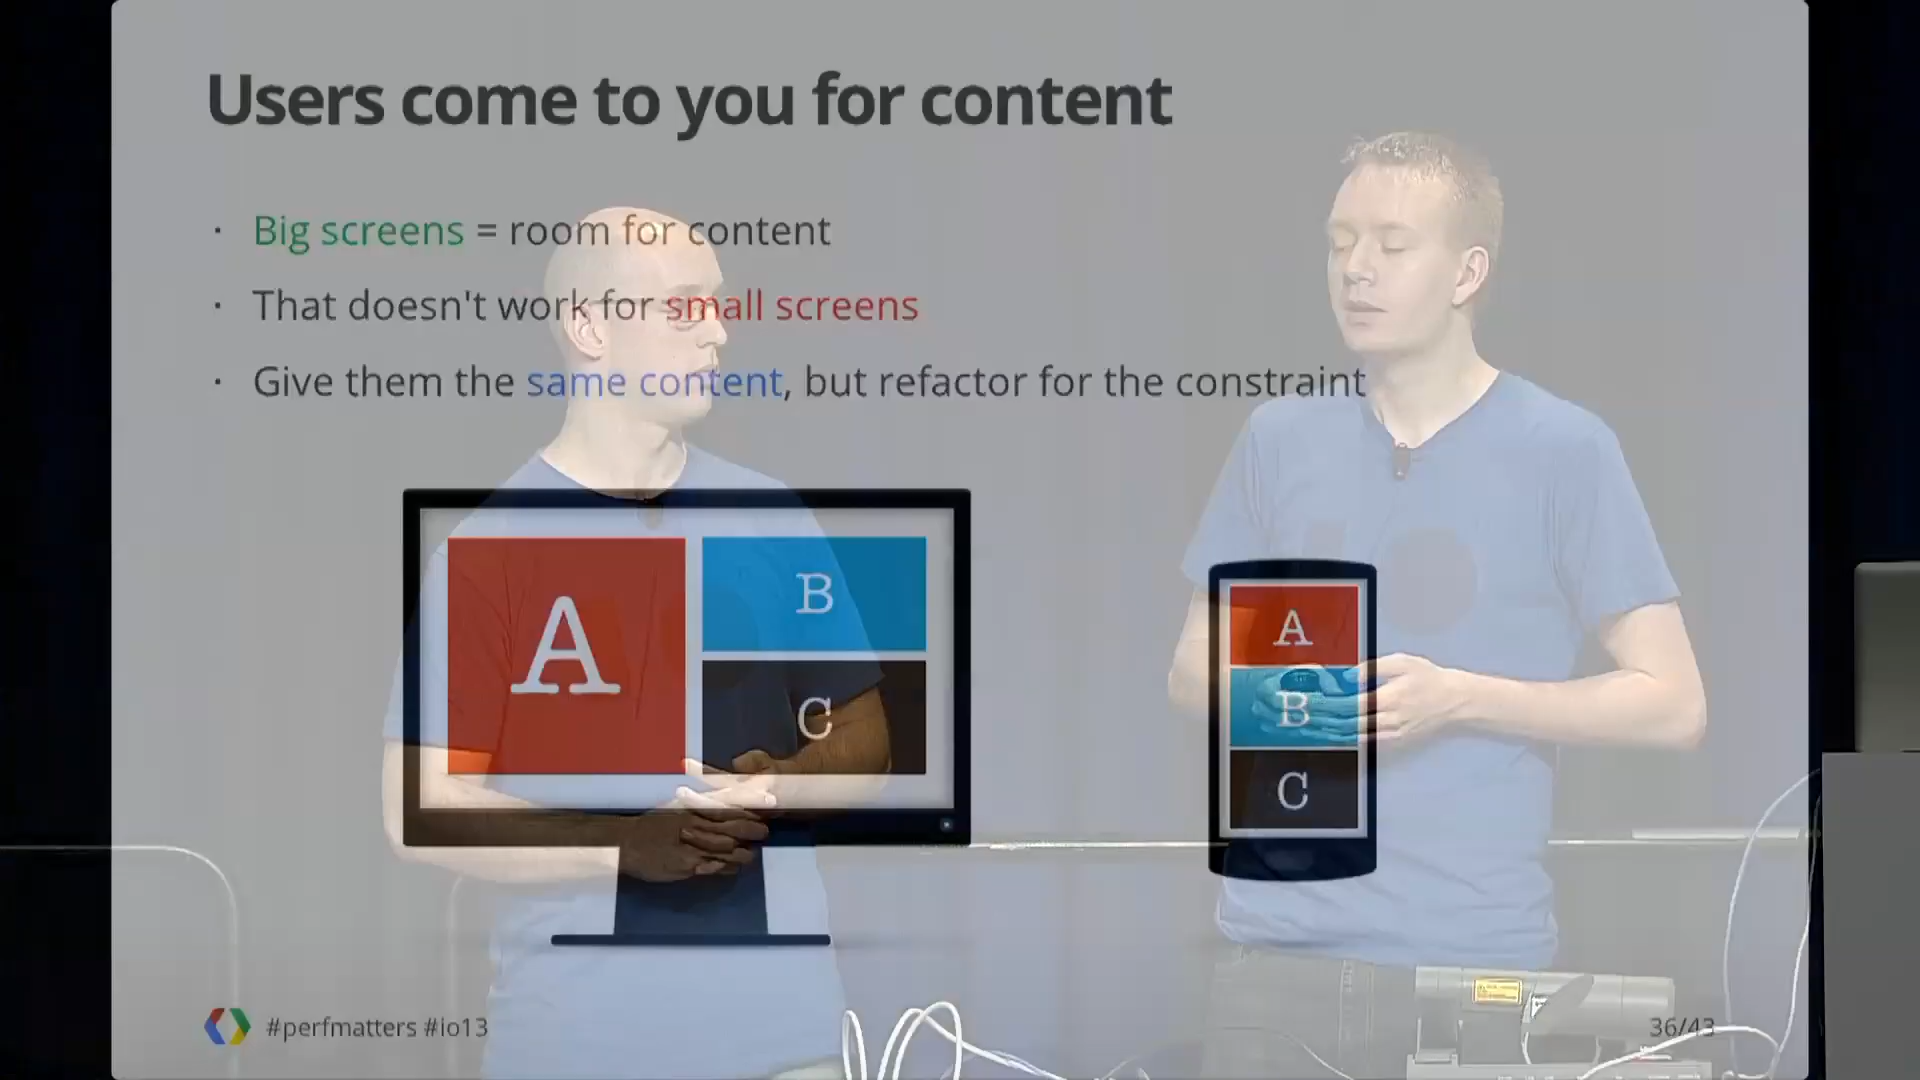 Users come to you for content
· Big screens = room for content
· That doesn't work for small screens
· Give them the same content, but refactor for the constraint
A
B
C
A
B
C
#perfmatters #io13
36/43